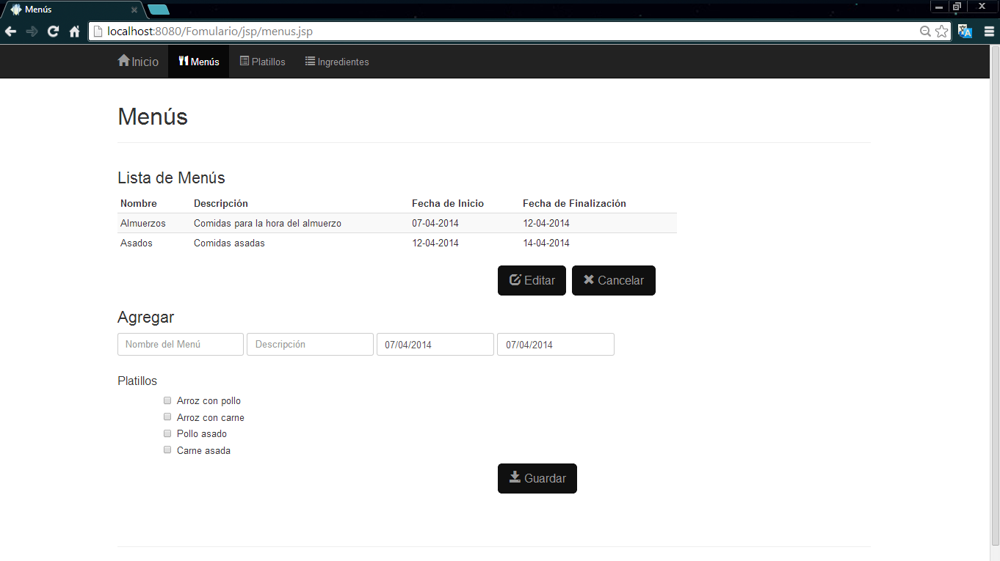 Menús
localhost:8080/Fomulario/jsp/menus.jsp
Inicio Menús Platillos Ingredientes
Menús
Lista de Menús
Nombre Descripción Fecha de Inicio Fecha de Finalización
Almuerzos Comidas para la hora del almuerzo 07-04-2014 12-04-2014
Asados Comidas asadas 12-04-2014 14-04-2014
Editar Cancelar
Agregar
Nombre del Menú Descripción 07/04/2014 07/04/2014
Platillos
Arroz con pollo
Arroz con carne
Pollo asado
Carne asada
Guardar